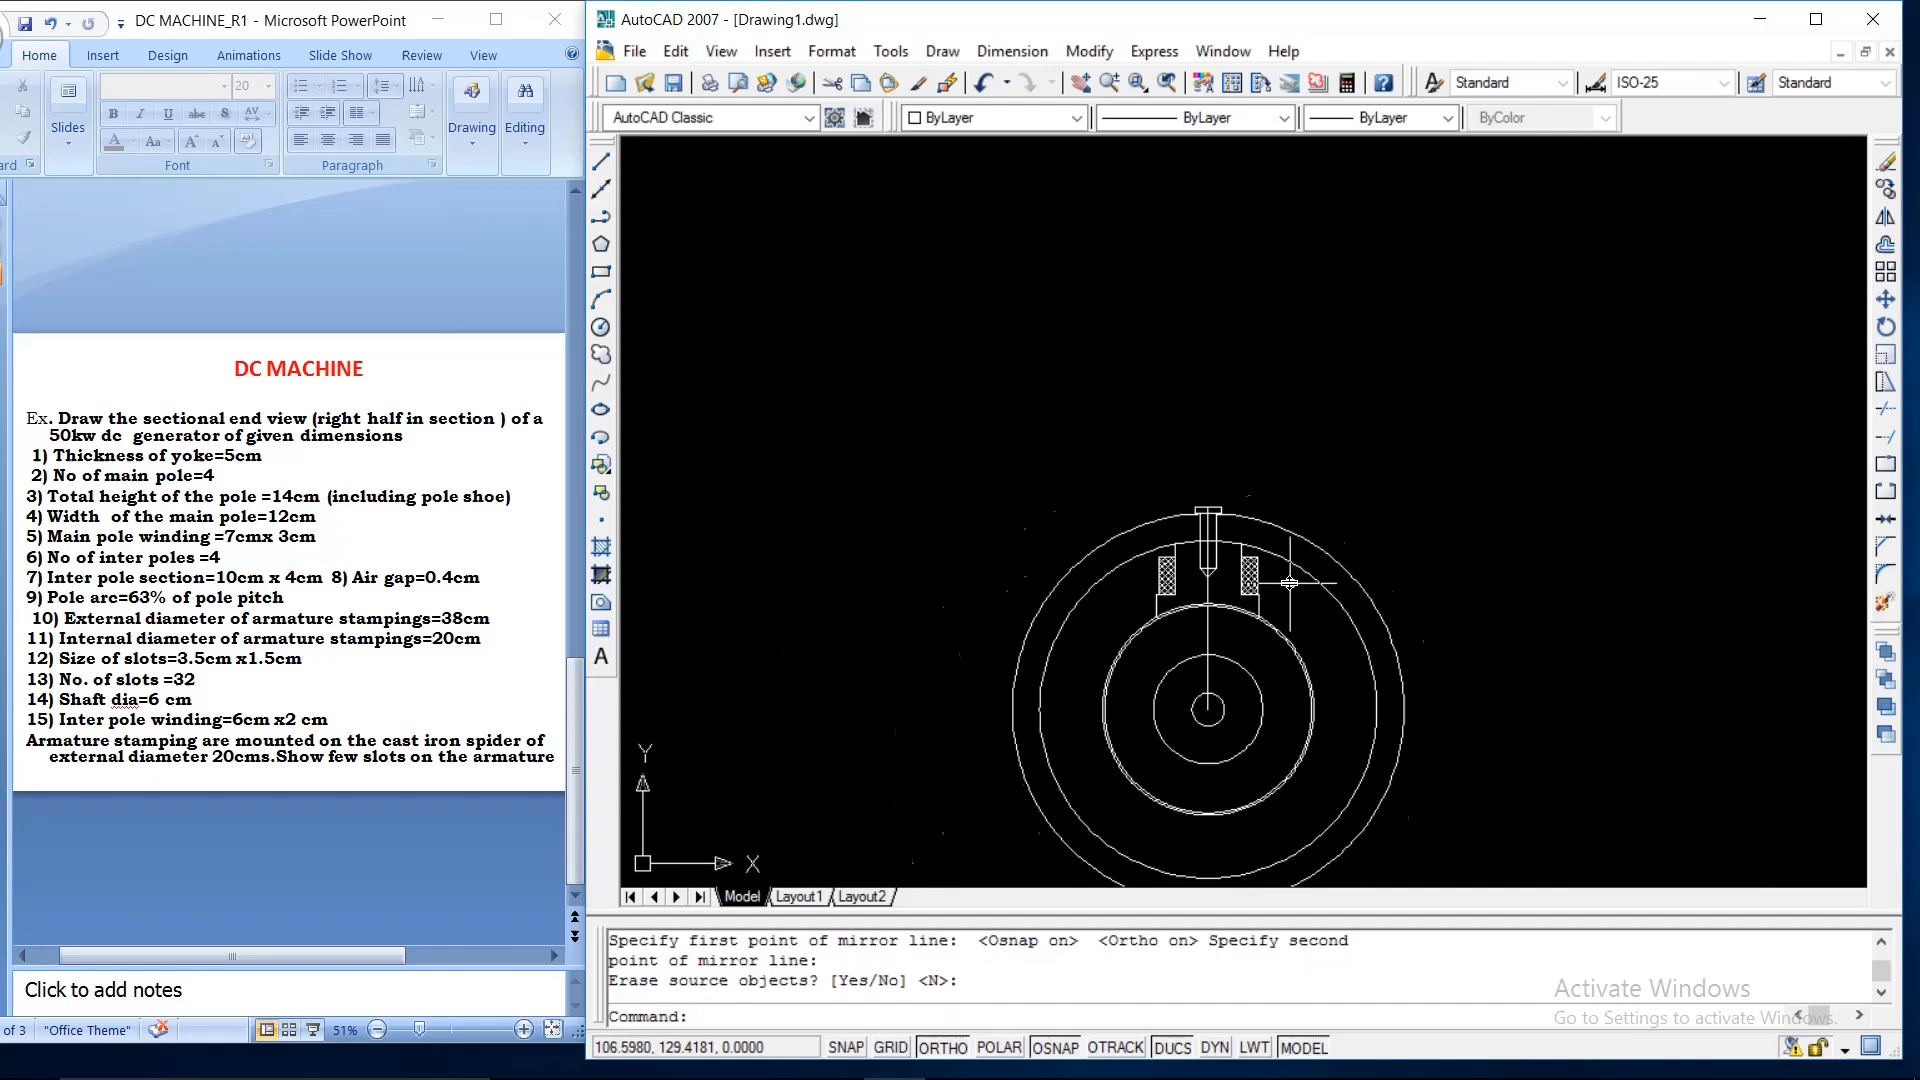 DC MACHINE_R1 - Microsoft PowerPoint
Home Insert Design Animations Slide Show Review View
20
Slides
Drawing
Editing
ard
Font
Paragraph
DC MACHINE
Ex. Draw the sectional end view (right half in section ) of a
50kw dc generator of given dimensions
1) Thickness of yoke=5cm
2) No of main pole=4
3) Total height of the pole =14cm (including pole shoe)
4) Width of the main pole=12cm
5) Main pole winding =7cmx 3cm
6) No of inter poles =4
7) Inter pole section=10cm x 4cm 8) Air gap=0.4cm
9) Pole arc=63% of pole pitch
10) External diameter of armature stampings=38cm
11) Internal diameter of armature stampings=20cm
12) Size of slots=3.5cm x1.5cm
13) No. of slots =32
14) Shaft dia=6 cm
15) Inter pole winding=6cm x2 cm
Armature stamping are mounted on the cast iron spider of
external diameter 20cms.Show few slots on the armature
Click to add notes
of 3 "Office Theme" 51%
AutoCAD 2007 - [Drawing1.dwg]
File Edit View Insert Format Tools Draw Dimension Modify Express Window Help
Standard ISO-25 Standard
AutoCAD Classic ByLayer ByLayer ByLayer ByColor
A
Y
X
Model Layout1 Layout2
Specify first point of mirror line: <Osnap on> <Ortho on> Specify second
point of mirror line:
Erase source objects? [Yes/No] <N>:
Command:
Activate Windows
Go to Settings to activate Windows.
106.5980, 129.4181, 0.0000 SNAP GRID ORTHO POLAR OSNAP OTRACK DUCS DYN LWT MODEL